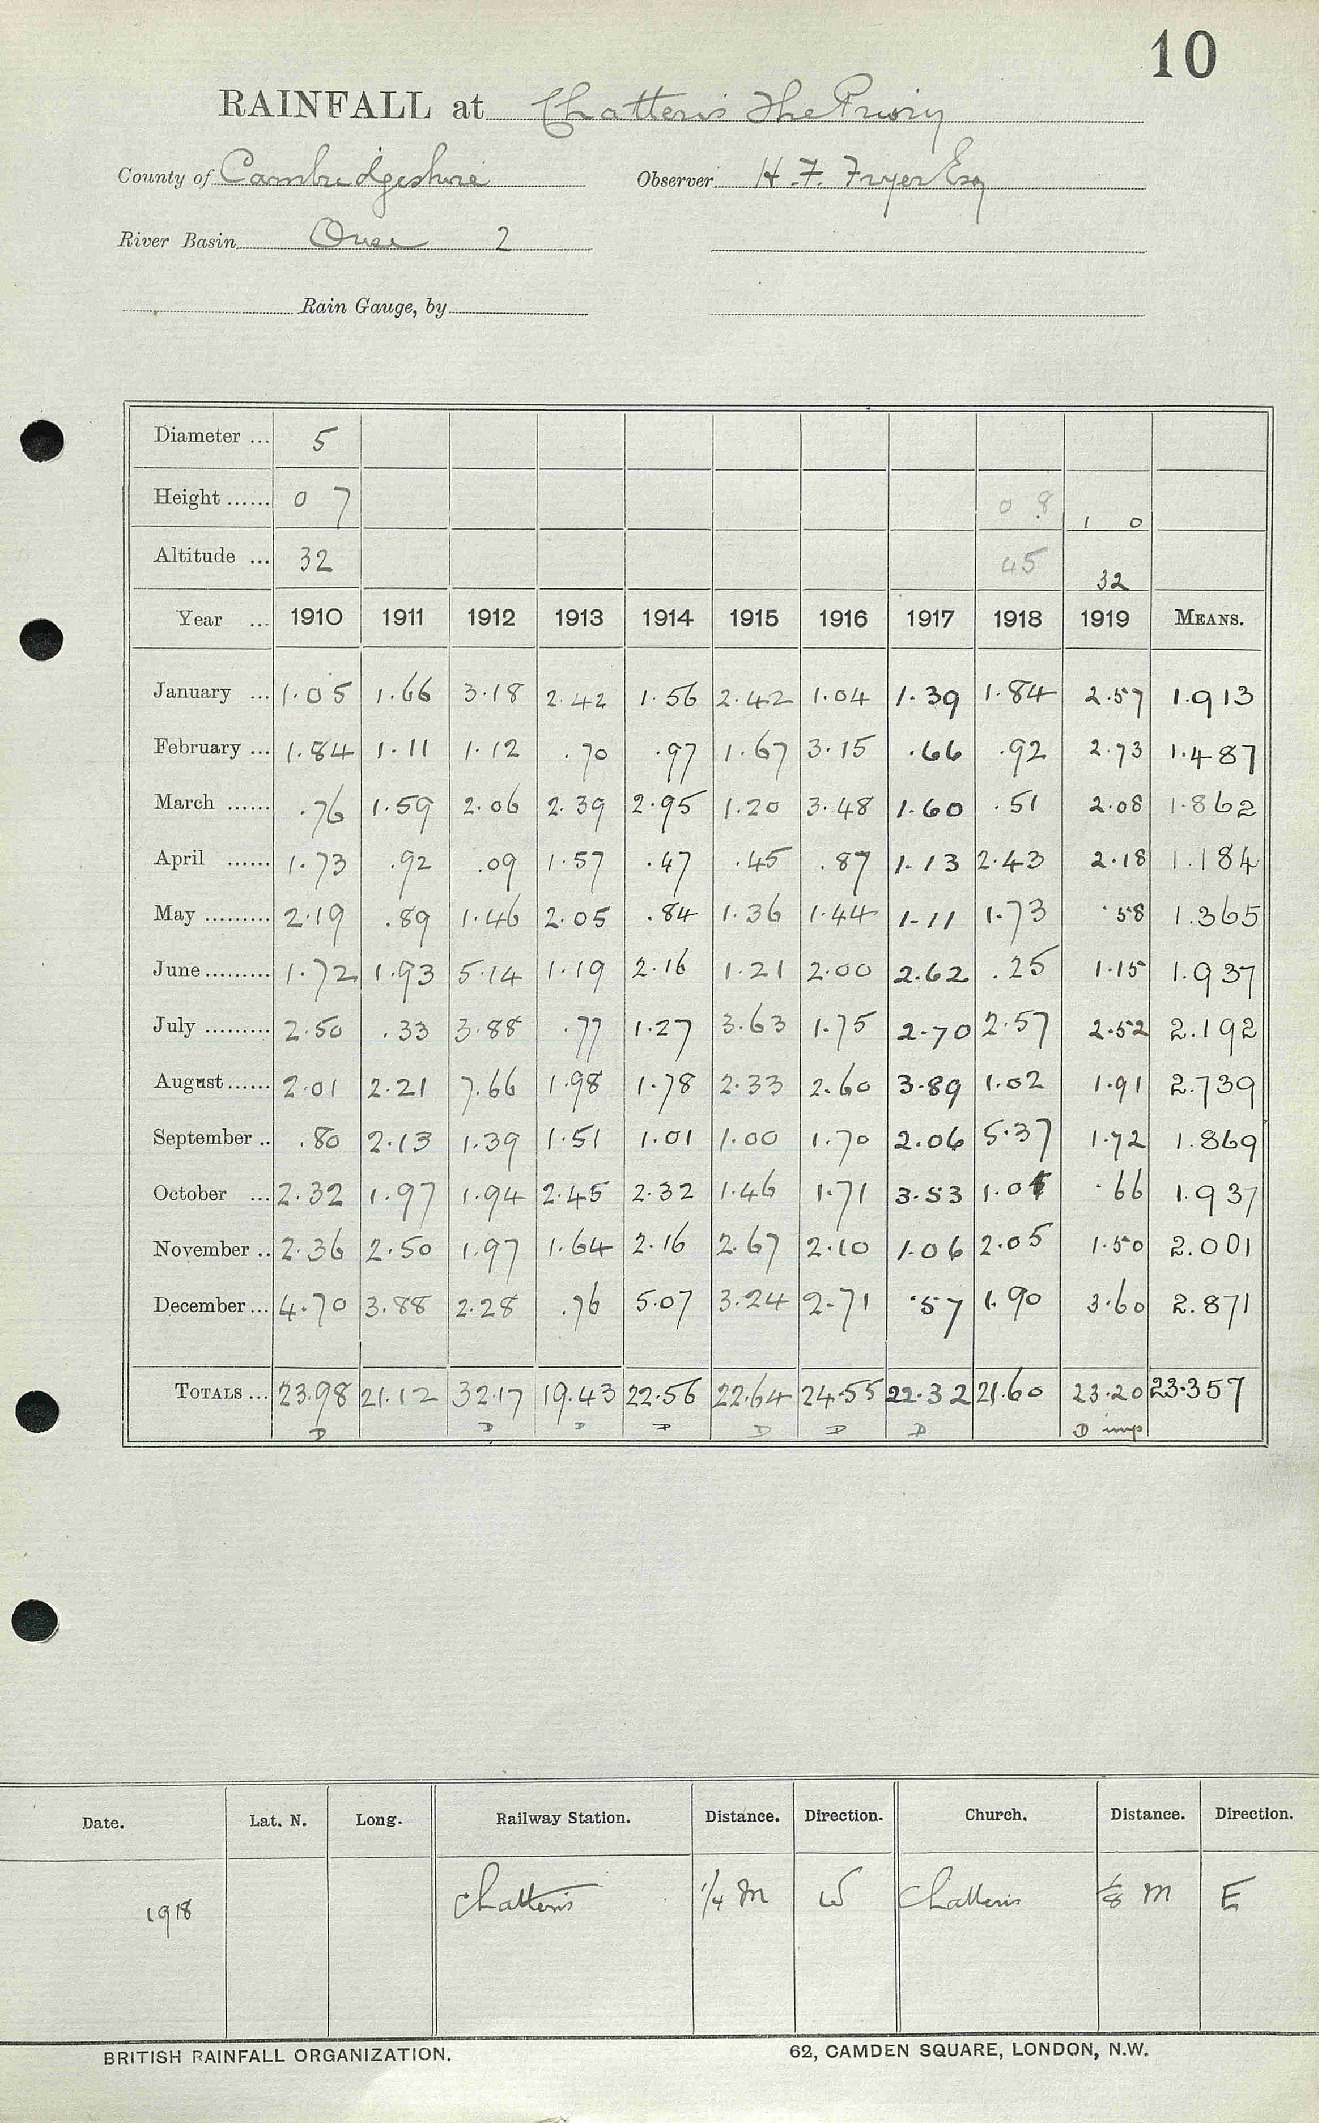 10
RAINFALL at Chatteris The Priory
County of Cambridgeshire Observer H. F. Fryer Esq
River Basin Ouse 2
Rain Gauge, by
Diameter ... 5
Height ...... 0 7 0 8 1 0
Altitude ... 32 45 32
Year ... 1910 1911 1912 1913 1914 1915 1916 1917 1918 1919 MEANS.
January ... 1.05 1.66 3.18 2.42 1.56 2.42 1.04 1.39 1.84 2.57 1.913
February ... 1.84 1.11 1.12 .70 .97 1.67 3.15 .66 .92 2.73 1.487
March ...... .76 1.59 2.06 2.39 2.95 1.20 3.48 1.60 .51 2.08 1.862
April ...... 1.73 .92 .09 1.57 .47 .45 .87 1.13 2.43 2.18 1.184
May ......... 2.19 .89 1.46 2.05 .84 1.36 1.44 1.11 1.73 .58 1.365
June ......... 1.72 1.93 5.14 1.19 2.16 1.21 2.00 2.62 .25 1.15 1.937
July ......... 2.50 .33 3.88 .77 1.27 3.63 1.75 2.70 2.57 2.52 2.192
August ...... 2.01 2.21 7.66 1.98 1.78 2.33 2.60 3.89 1.02 1.91 2.739
September .. .80 2.13 1.39 1.51 1.01 1.00 1.70 2.06 5.37 1.72 1.869
October ... 2.32 1.97 1.94 2.45 2.32 1.46 1.71 3.53 1.01 .66 1.937
November .. 2.36 2.50 1.97 1.64 2.16 2.67 2.10 1.06 2.05 1.50 2.001
December ... 4.70 3.88 2.28 .76 5.07 3.24 2.71 .57 1.90 3.60 2.871
TOTALS ... 23.98 21.12 32.17 19.43 22.56 22.64 24.55 22.32 21.60 23.20 23.357
D D D D D D D D imp
Date. Lat. N. Long. Railway Station. Distance. Direction. Church. Distance. Direction.
1918 Chatteris 1/4 M W Chatteris 1/8 M E
BRITISH RAINFALL ORGANIZATION. 62, CAMDEN SQUARE, LONDON, N.W.